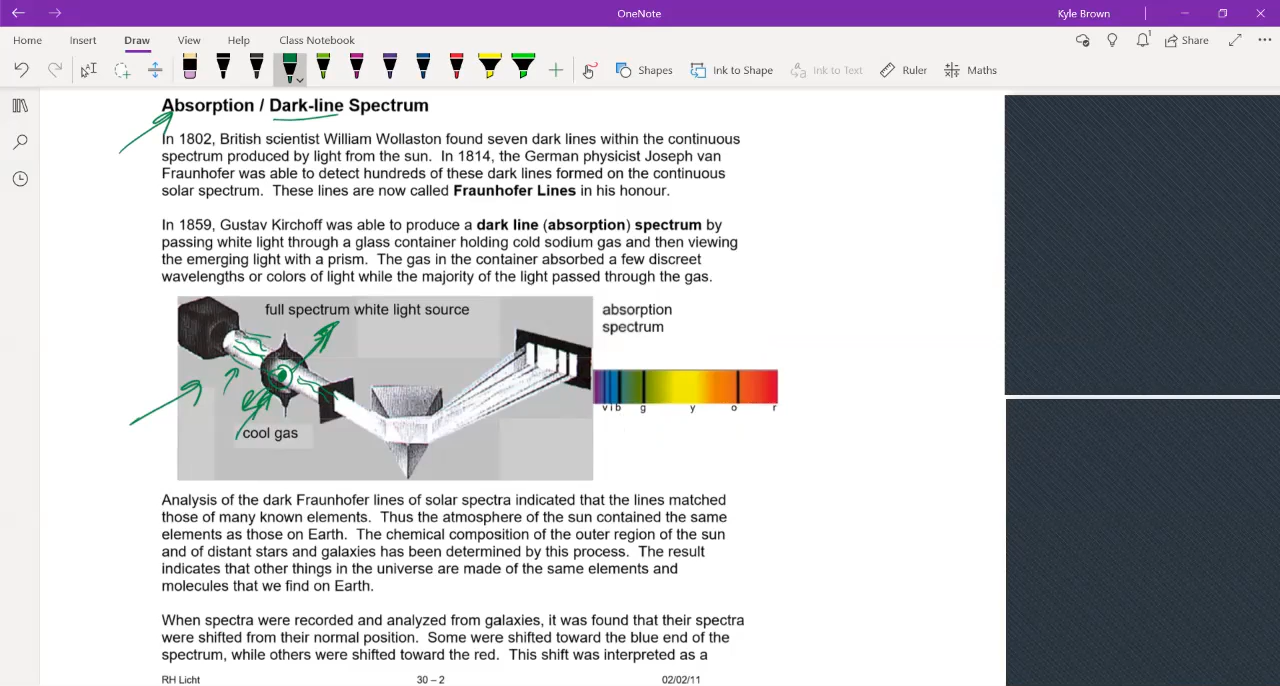 OneNote
Kyle Brown
Home Insert Draw View Help Class Notebook
Share
Shapes Ink to Shape Ink to Text Ruler Maths
Absorption / Dark-line Spectrum
In 1802, British scientist William Wollaston found seven dark lines within the continuous
spectrum produced by light from the sun. In 1814, the German physicist Joseph van
Fraunhofer was able to detect hundreds of these dark lines formed on the continuous
solar spectrum. These lines are now called Fraunhofer Lines in his honour.
In 1859, Gustav Kirchoff was able to produce a dark line (absorption) spectrum by
passing white light through a glass container holding cold sodium gas and then viewing
the emerging light with a prism. The gas in the container absorbed a few discreet
wavelengths or colors of light while the majority of the light passed through the gas.
full spectrum white light source
absorption
spectrum
v i b g y o r
cool gas
Analysis of the dark Fraunhofer lines of solar spectra indicated that the lines matched
those of many known elements. Thus the atmosphere of the sun contained the same
elements as those on Earth. The chemical composition of the outer region of the sun
and of distant stars and galaxies has been determined by this process. The result
indicates that other things in the universe are made of the same elements and
molecules that we find on Earth.
When spectra were recorded and analyzed from galaxies, it was found that their spectra
were shifted from their normal position. Some were shifted toward the blue end of the
spectrum, while others were shifted toward the red. This shift was interpreted as a
RH Licht 30 – 2 02/02/11